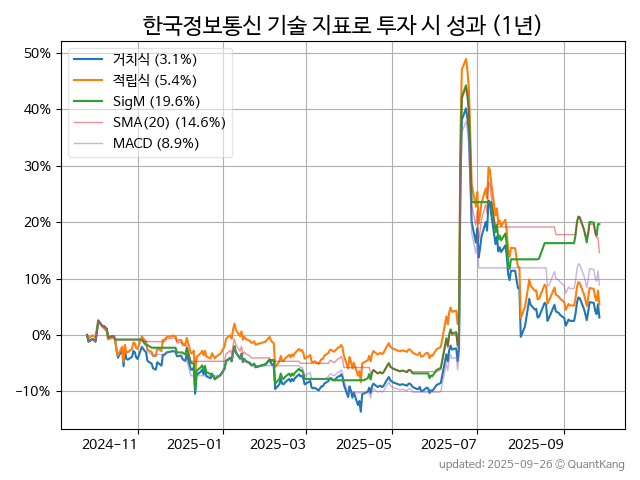 한국정보통신 기술 지표로 투자 시 성과 (1년)
50%
40%
30%
20%
10%
0%
−10%
거치식 (3.1%)
적립식 (5.4%)
SigM (19.6%)
SMA(20) (14.6%)
MACD (8.9%)
2024-11
2025-01
2025-03
2025-05
2025-07
2025-09
updated: 2025-09-26 © QuantKang